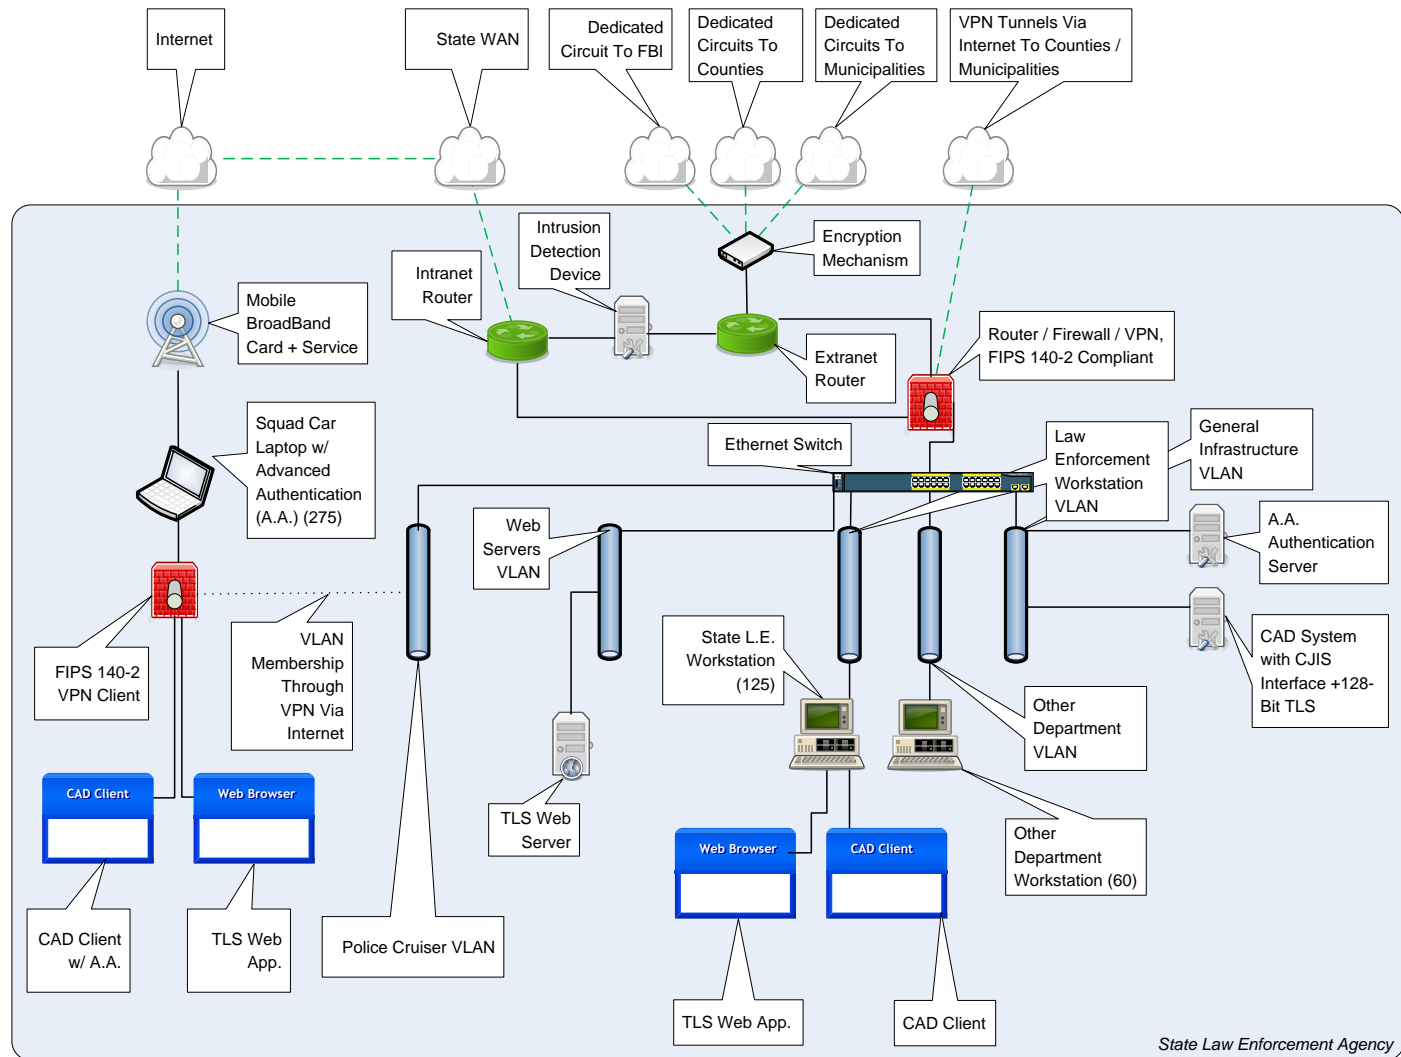 Internet
State WAN
Dedicated
Circuit To FBI
Dedicated
Circuits To
Counties
Dedicated
Circuits To
Municipalities
VPN Tunnels Via
Internet To Counties /
Municipalities
Intrusion
Detection
Device
Encryption
Mechanism
Intranet
Router
Mobile
BroadBand
Card + Service
Extranet
Router
Router / Firewall / VPN,
FIPS 140-2 Compliant
Squad Car
Laptop w/
Advanced
Authentication
(A.A.) (275)
Ethernet Switch
Law
Enforcement
Workstation
VLAN
General
Infrastructure
VLAN
Web
Servers
VLAN
A.A.
Authentication
Server
FIPS 140-2
VPN Client
VLAN
Membership
Through
VPN Via
Internet
State L.E.
Workstation
(125)
CAD System
with CJIS
Interface +128-
Bit TLS
Other
Department
VLAN
CAD Client
Web Browser
TLS Web
Server
Web Browser
CAD Client
Other
Department
Workstation (60)
CAD Client
w/ A.A.
TLS Web
App.
Police Cruiser VLAN
TLS Web App.
CAD Client
State Law Enforcement Agency